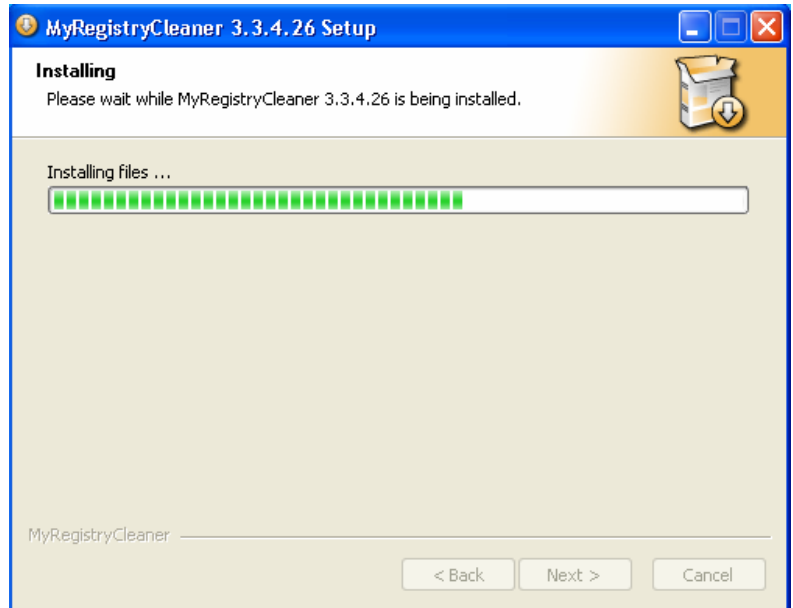 MyRegistryCleaner 3.3.4.26 Setup
Installing
Please wait while MyRegistryCleaner 3.3.4.26 is being installed.
Installing files ...
MyRegistryCleaner
< Back Next > Cancel